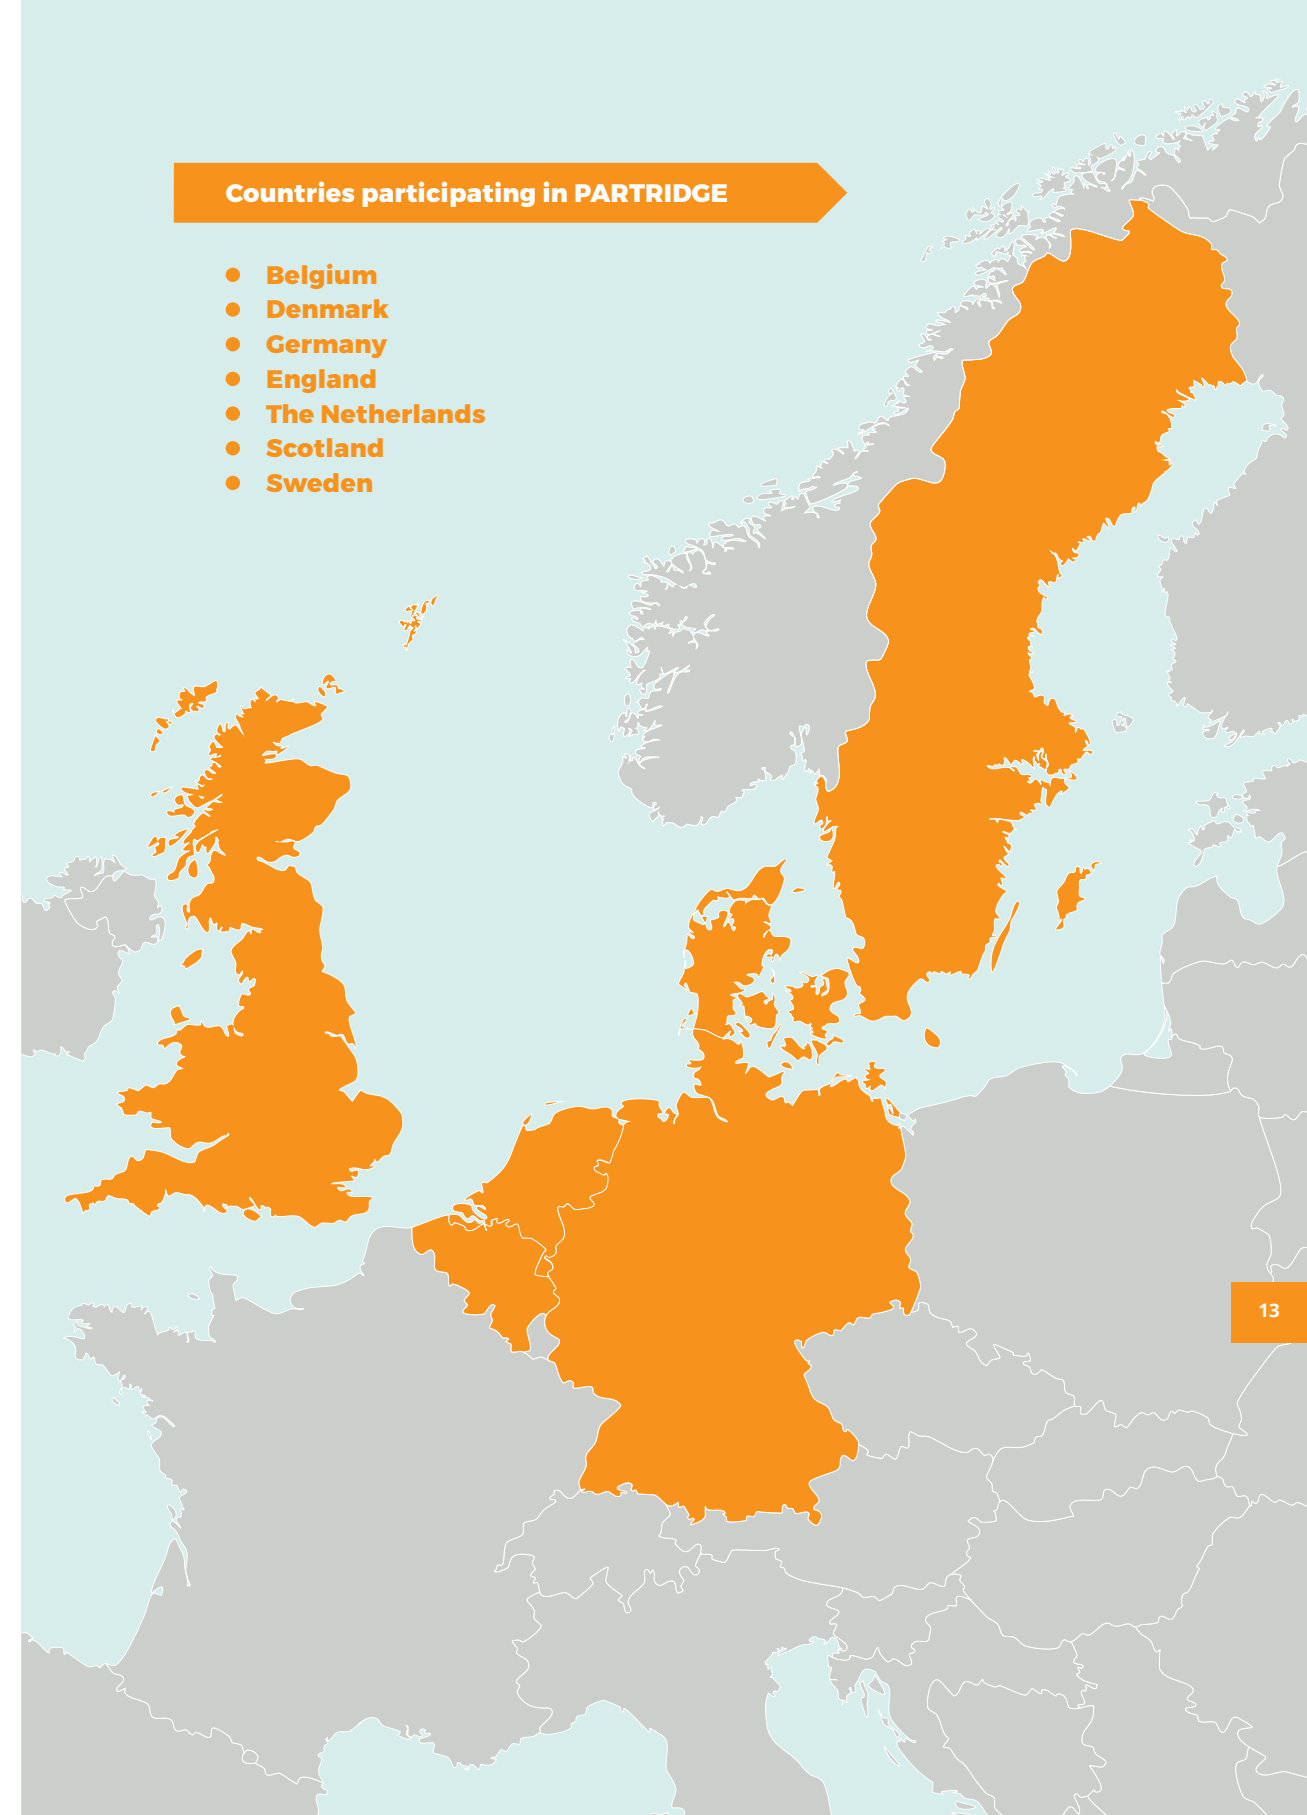 Countries participating in PARTRIDGE
● Belgium
● Denmark
● Germany
● England
● The Netherlands
● Scotland
● Sweden
13